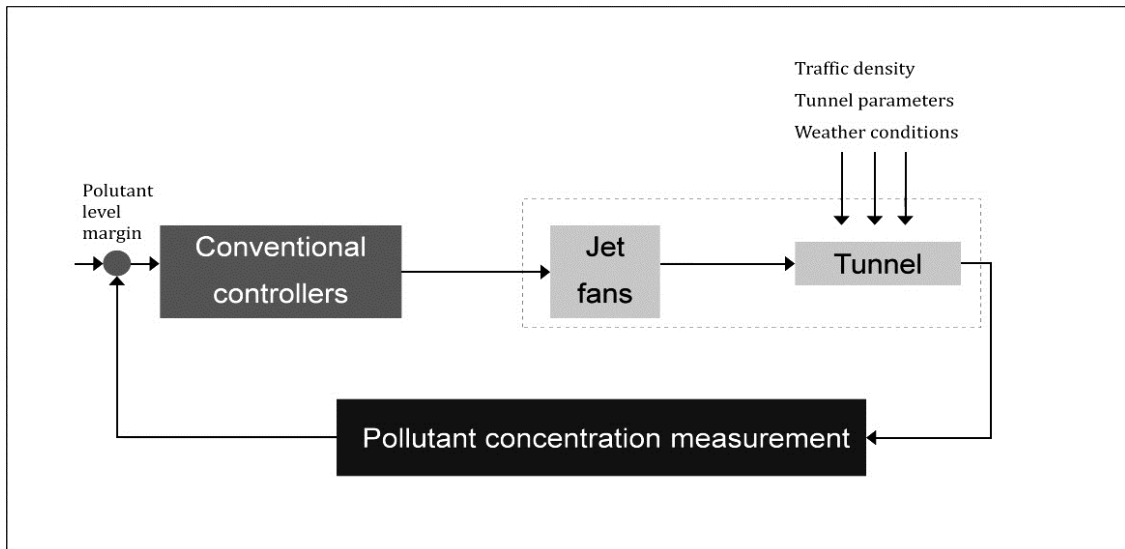 Traffic density
Tunnel parameters
Weather conditions
Polutant
level
margin
Conventional
controllers
Jet
fans
Tunnel
Pollutant concentration measurement